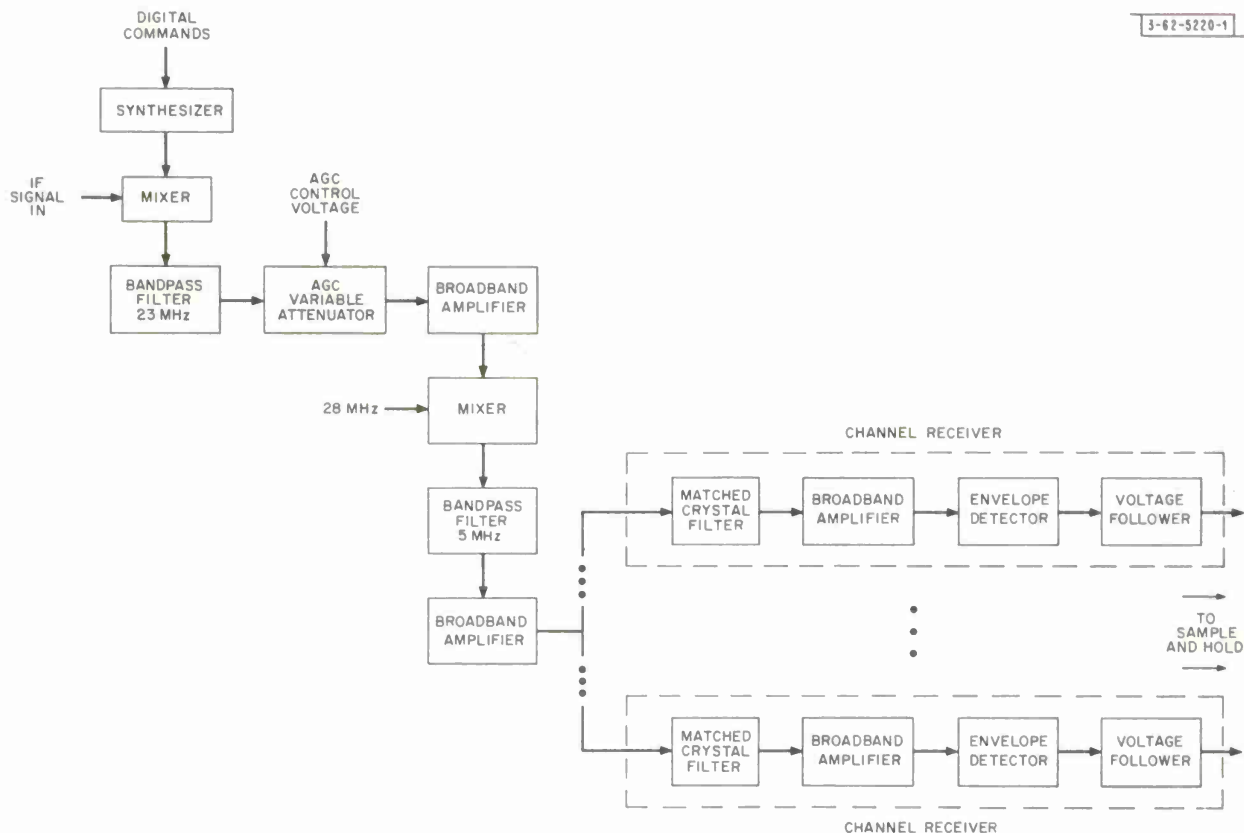 3-62-5220-1
DIGITAL
COMMANDS
SYNTHESIZER
IF
SIGNAL
IN
MIXER
AGC
CONTROL
VOLTAGE
BANDPASS
FILTER
23 MHz
AGC
VARIABLE
ATTENUATOR
BROADBAND
AMPLIFIER
28 MHz
MIXER
BANDPASS
FILTER
5 MHz
BROADBAND
AMPLIFIER
CHANNEL RECEIVER
MATCHED
CRYSTAL
FILTER
BROADBAND
AMPLIFIER
ENVELOPE
DETECTOR
VOLTAGE
FOLLOWER
TO
SAMPLE
AND HOLD
MATCHED
CRYSTAL
FILTER
BROADBAND
AMPLIFIER
ENVELOPE
DETECTOR
VOLTAGE
FOLLOWER
CHANNEL RECEIVER